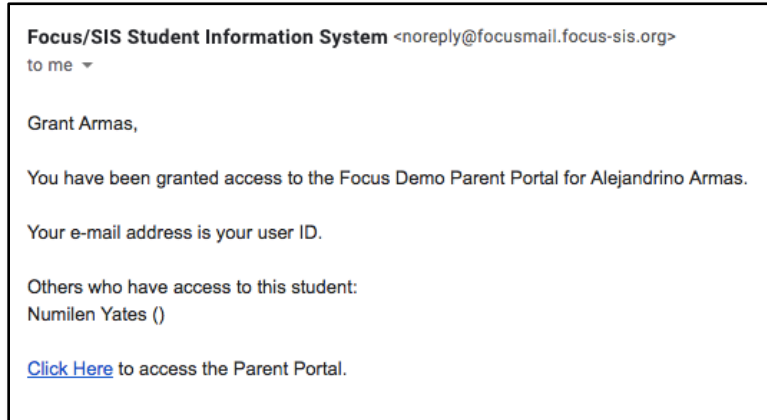 Focus/SIS Student Information System <noreply@focusmail.focus-sis.org>
to me
Grant Armas,
You have been granted access to the Focus Demo Parent Portal for Alejandrino Armas.
Your e-mail address is your user ID.
Others who have access to this student:
Numilen Yates ()
Click Here to access the Parent Portal.